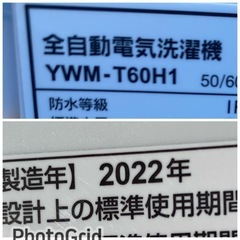 全自動電気洗濯機
YWM-T60H1 50/60
防水等級
製造年】 2022年
設計上の標準使用期間
PhotoGrid